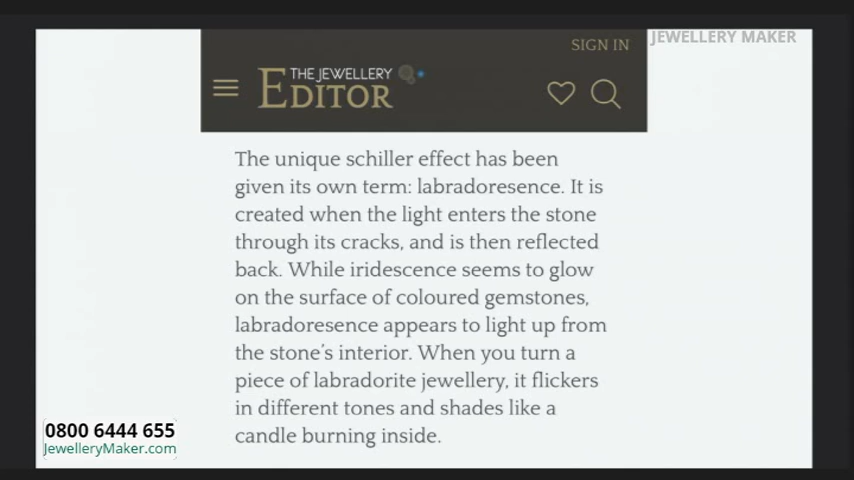 SIGN IN
JEWELLERY MAKER
THE JEWELLERY
EDITOR
The unique schiller effect has been
given its own term: labradoresence. It is
created when the light enters the stone
through its cracks, and is then reflected
back. While iridescence seems to glow
on the surface of coloured gemstones,
labradoresence appears to light up from
the stone's interior. When you turn a
piece of labradorite jewellery, it flickers
in different tones and shades like a
candle burning inside.
0800 6444 655
JewelleryMaker.com